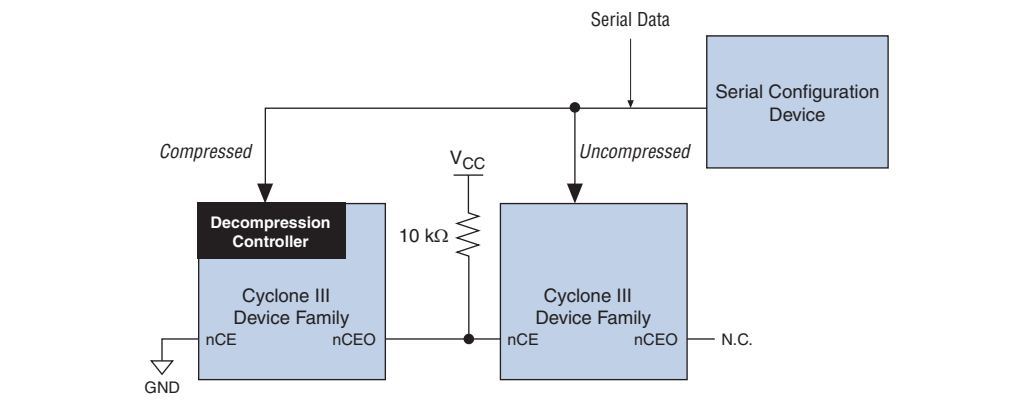 Serial Data
Serial Configuration
Device
Compressed
Uncompressed
VCC
10 kΩ
Decompression
Controller
Cyclone III
Device Family
nCE
nCEO
Cyclone III
Device Family
nCE
nCEO
N.C.
GND